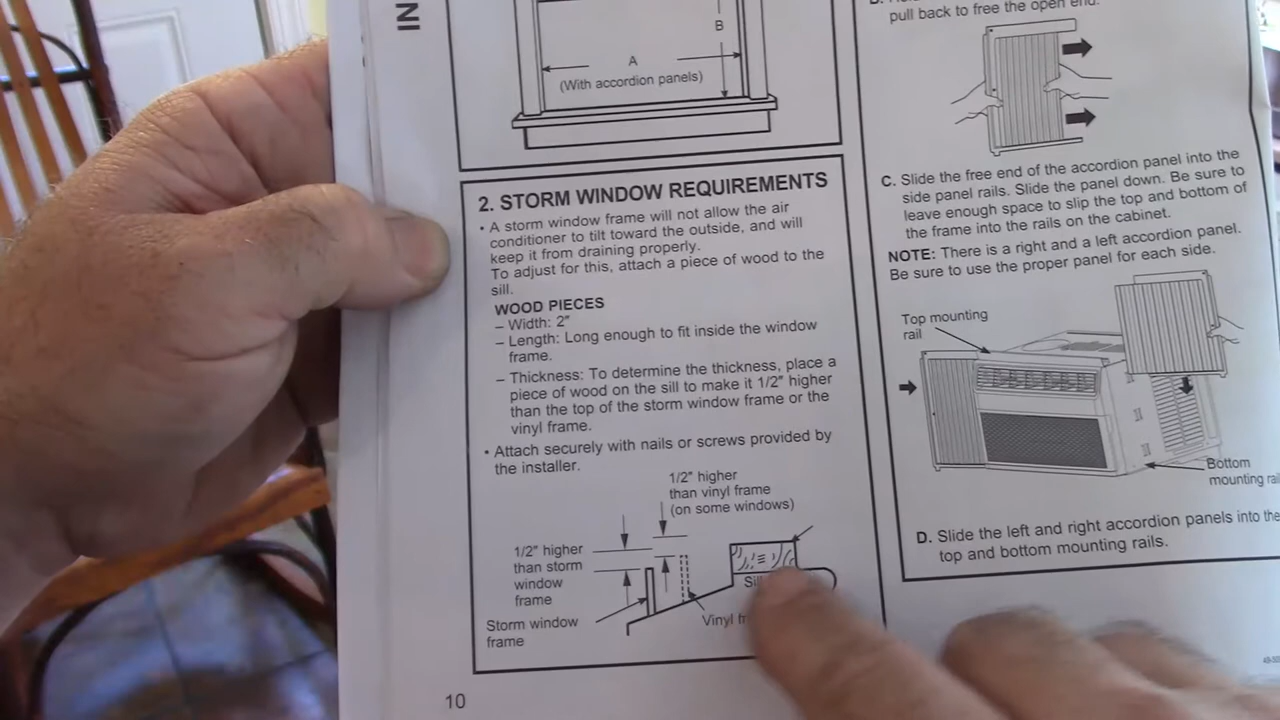 IN
B
A
(With accordion panels)
2. STORM WINDOW REQUIREMENTS
• A storm window frame will not allow the air
conditioner to tilt toward the outside, and will
keep it from draining properly.
To adjust for this, attach a piece of wood to the
sill.
WOOD PIECES
– Width: 2"
– Length: Long enough to fit inside the window
frame.
– Thickness: To determine the thickness, place a
piece of wood on the sill to make it 1/2" higher
than the top of the storm window frame or the
vinyl frame.
• Attach securely with nails or screws provided by
the installer.
1/2" higher
than vinyl frame
(on some windows)
1/2" higher
than storm
window
frame
Storm window
frame
Vinyl
10
pull back to free the open end.
C. Slide the free end of the accordion panel into the
side panel rails. Slide the panel down. Be sure to
leave enough space to slip the top and bottom of
the frame into the rails on the cabinet.
NOTE: There is a right and a left accordion panel.
Be sure to use the proper panel for each side.
Top mounting
rail
Bottom
mounting
D. Slide the left and right accordion panels into the
top and bottom mounting rails.